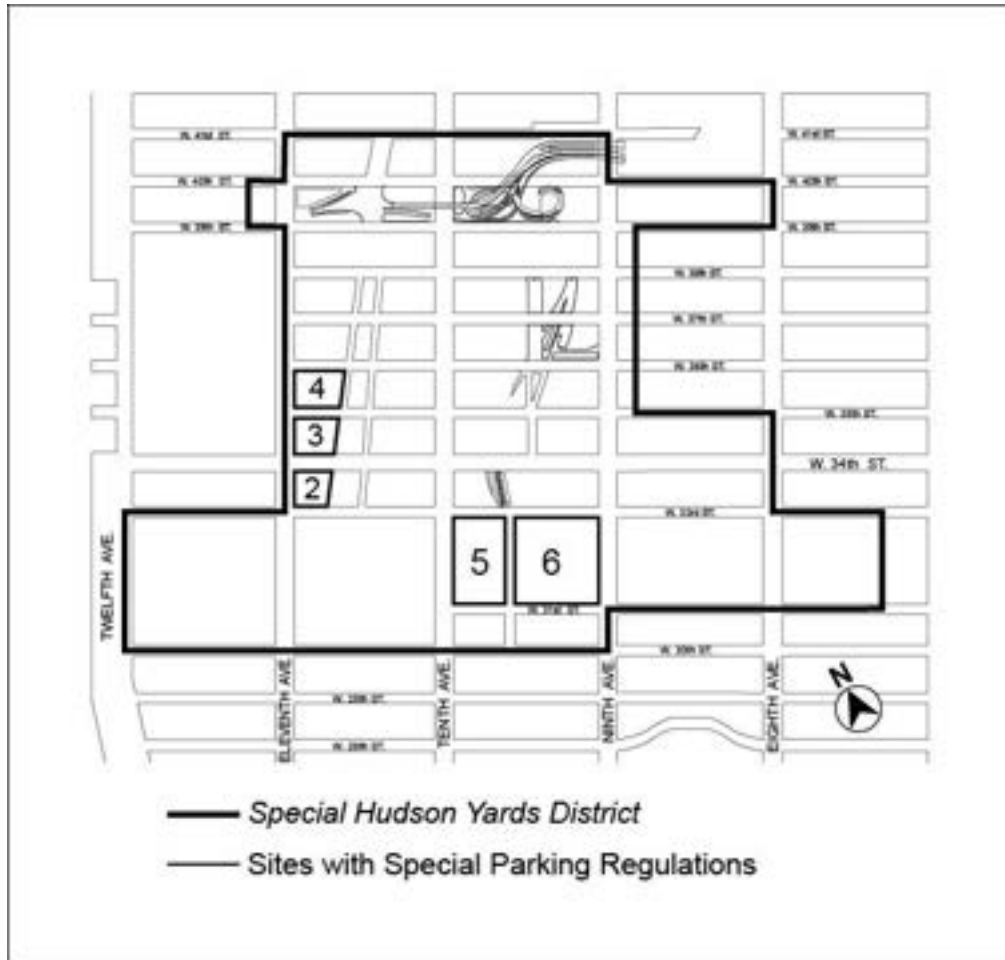 W. 41st ST.
W. 41st ST.
W. 40th ST.
W. 40th ST.
W. 39th ST.
W. 39th ST.
W. 38th ST.
W. 37th ST.
W. 36th ST.
4
W. 35th ST.
3
W. 34th ST.
2
W. 33rd ST.
5
6
TWELFTH AVE.
W. 31st ST.
W. 30th ST.
N
ELEVENTH AVE.
TENTH AVE.
NINTH AVE.
EIGHTH AVE.
W. 29th ST.
W. 28th ST.
Special Hudson Yards District
Sites with Special Parking Regulations